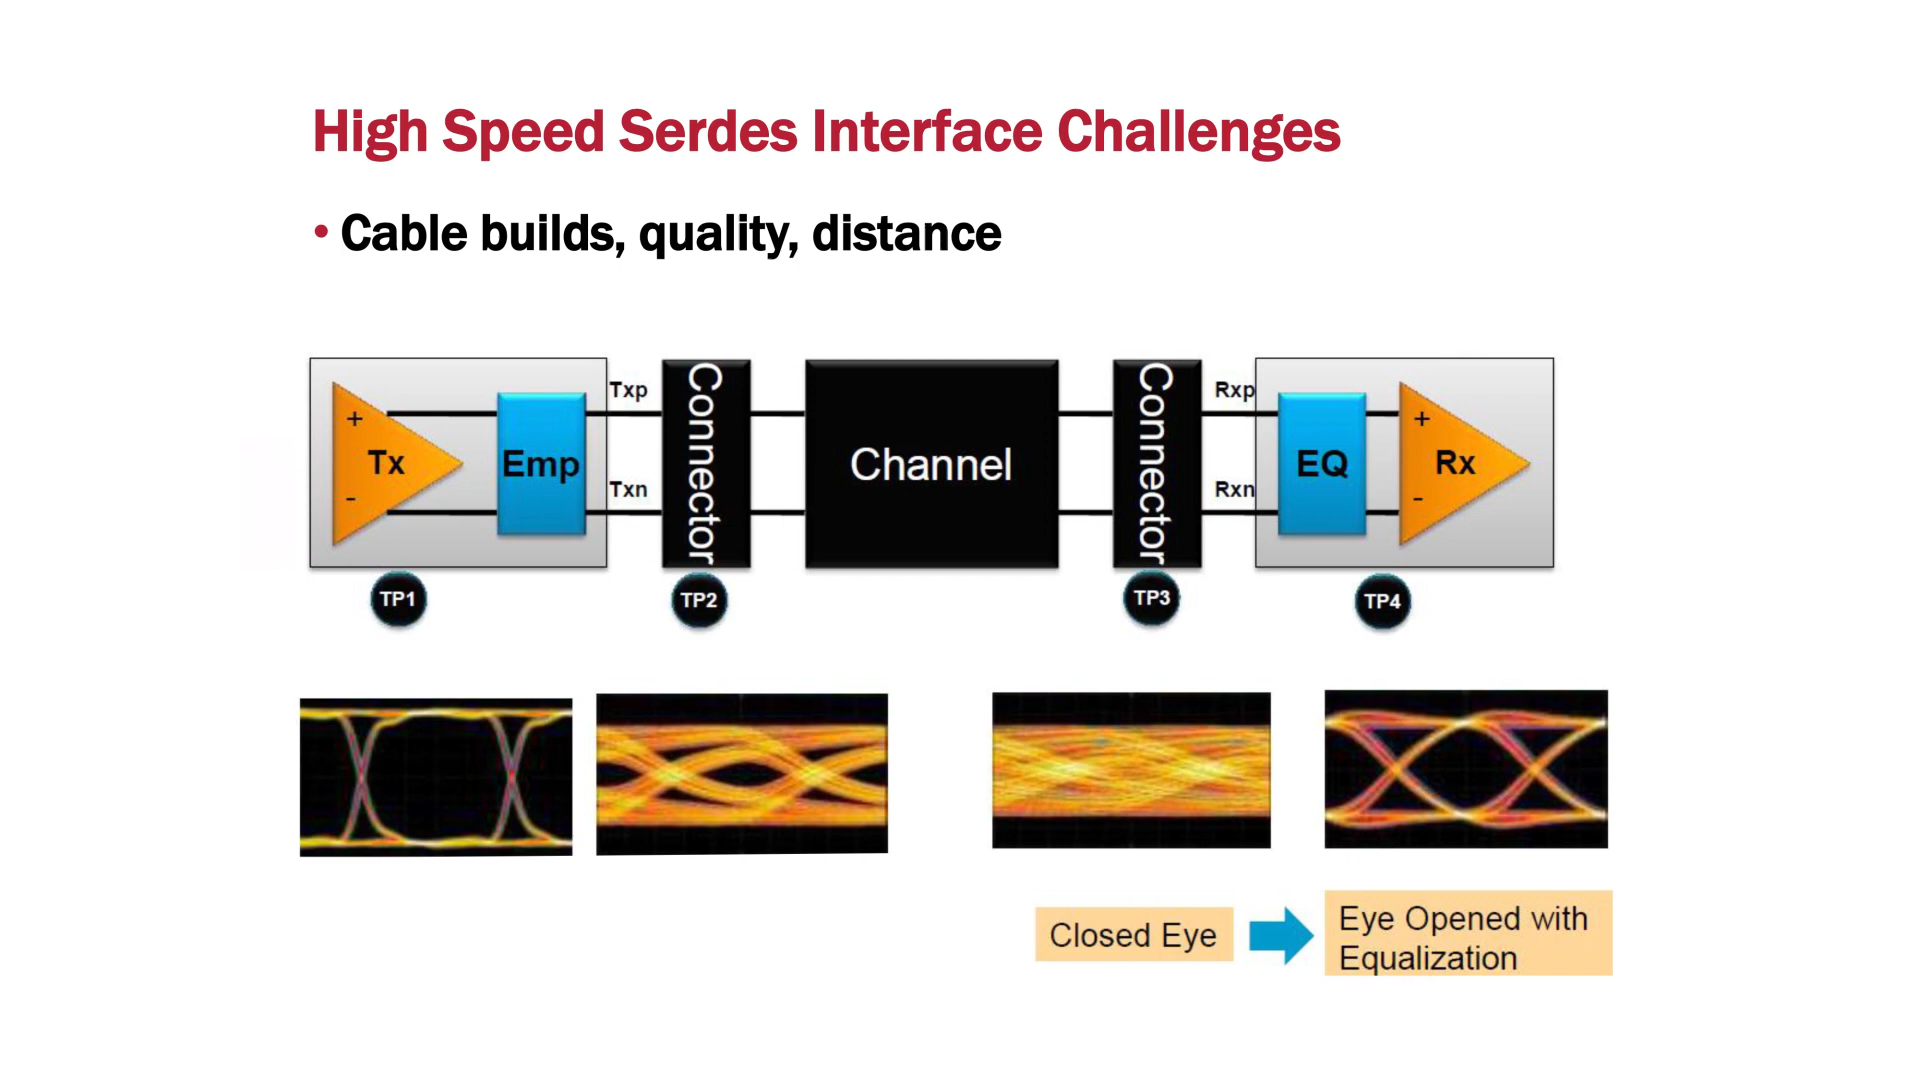 High Speed Serdes Interface Challenges
• Cable builds, quality, distance
+
Tx
-
Emp
Txp
Txn
Connector
Channel
Connector
Rxp
Rxn
EQ
+
Rx
-
TP1
TP2
TP3
TP4
Closed Eye
Eye Opened with
Equalization